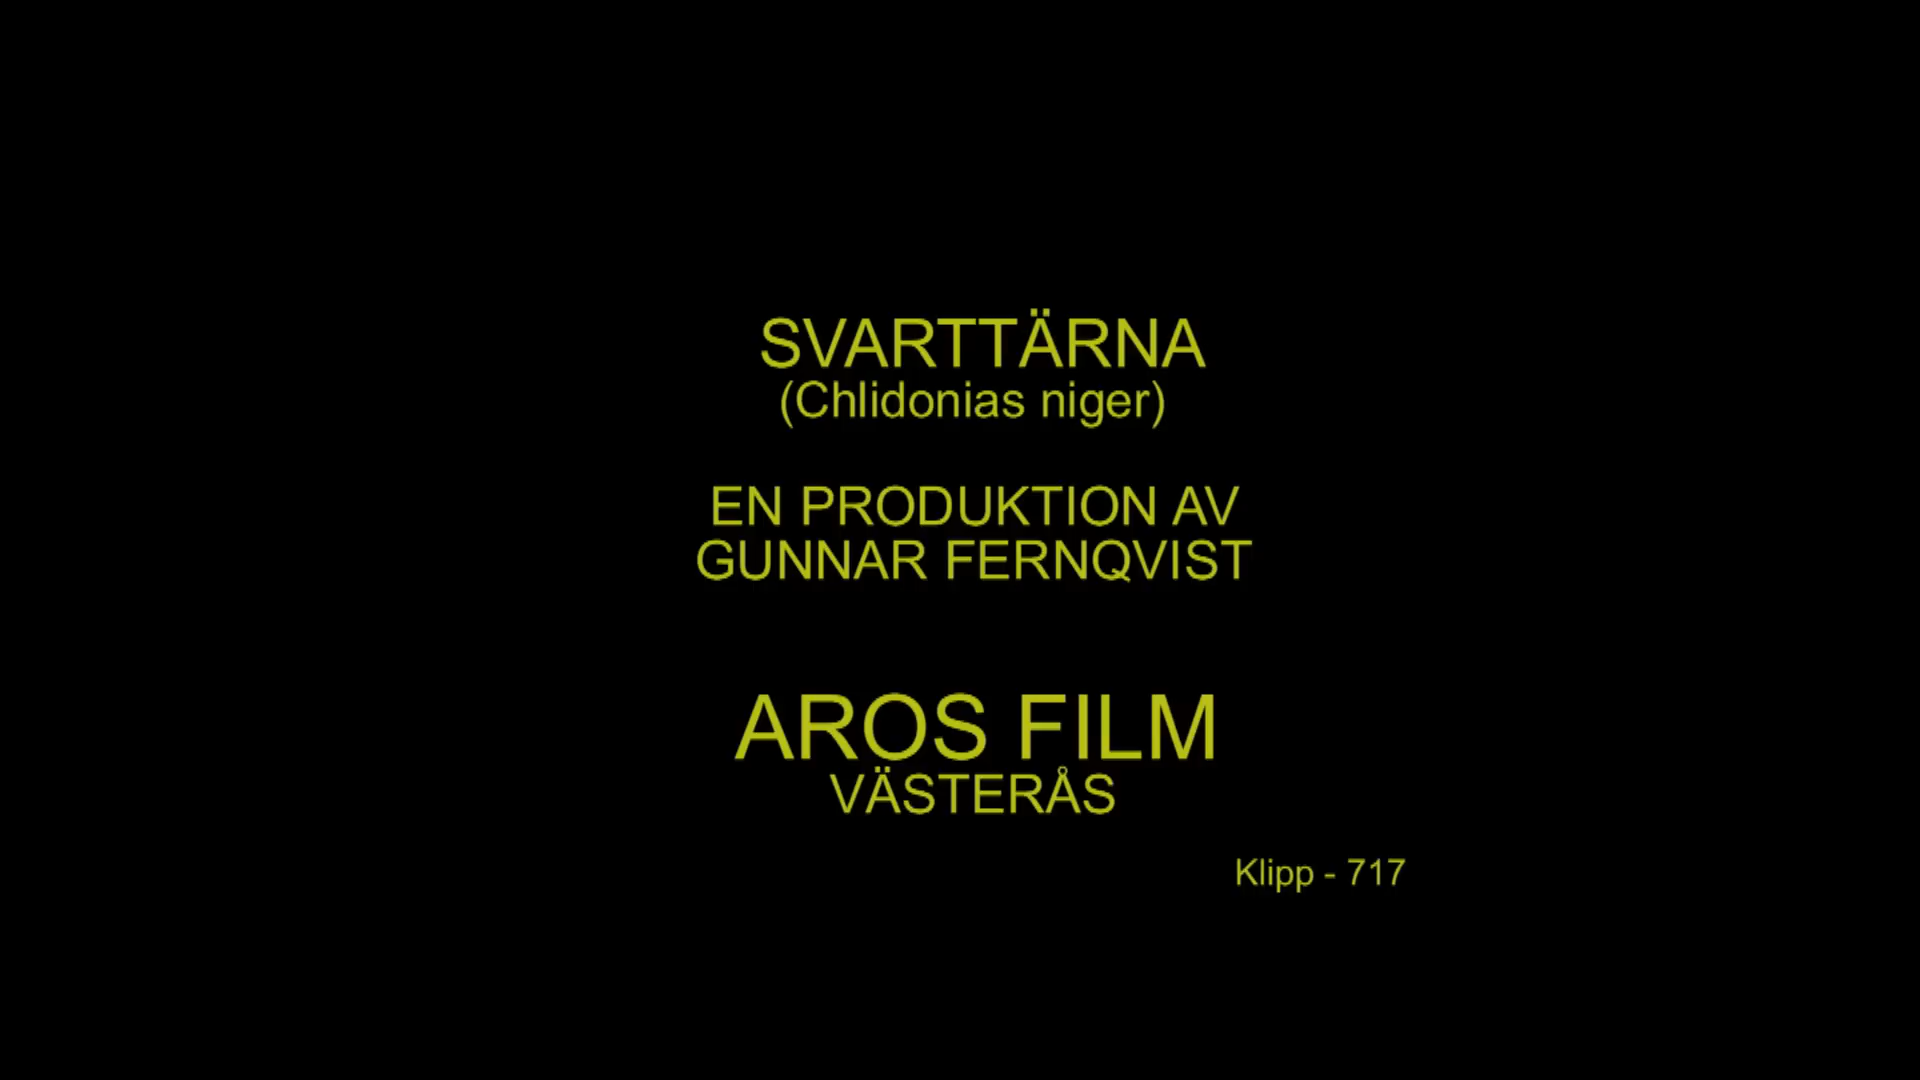 SVARTTÄRNA
(Chlidonias niger)
EN PRODUKTION AV
GUNNAR FERNQVIST
AROS FILM
VÄSTERÅS
Klipp - 717